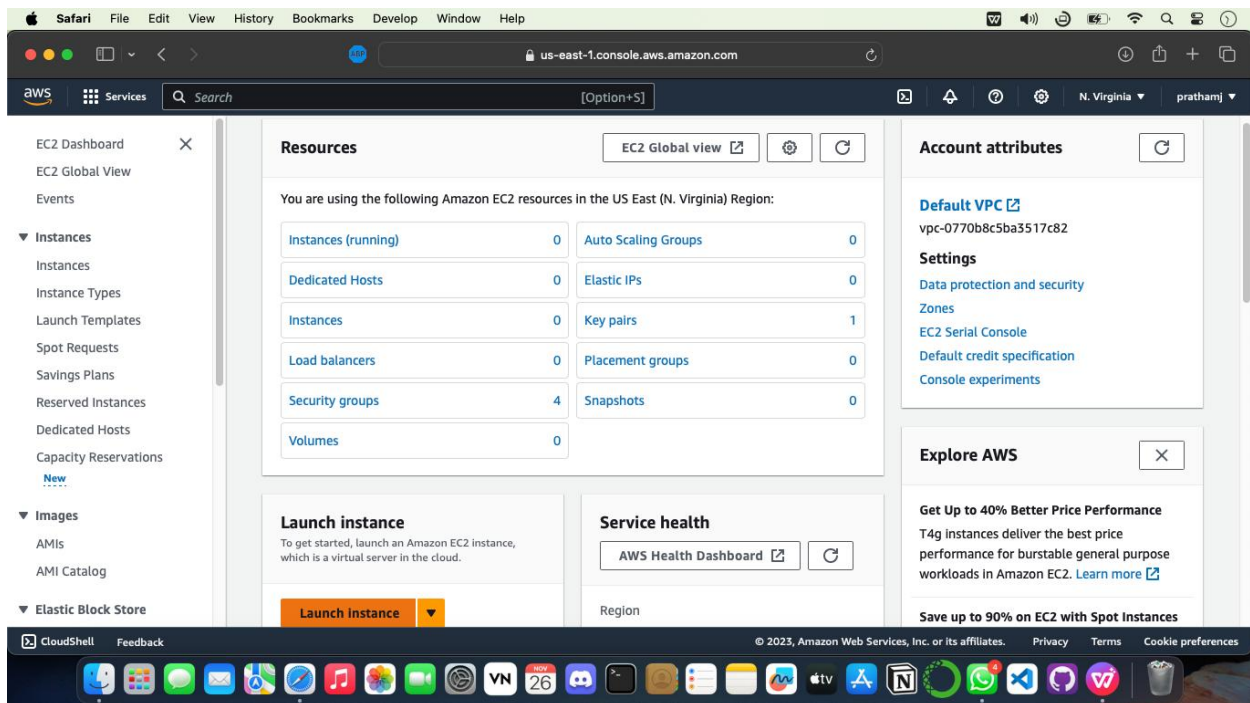 Safari File Edit View History Bookmarks Develop Window Help
ABP us-east-1.console.aws.amazon.com
aws Services Search [Option+S] N. Virginia prathamj
EC2 Dashboard
EC2 Global View
Events
Instances
Instances
Instance Types
Launch Templates
Spot Requests
Savings Plans
Reserved Instances
Dedicated Hosts
Capacity Reservations
New
Images
AMIs
AMI Catalog
Elastic Block Store
Resources
EC2 Global view
You are using the following Amazon EC2 resources in the US East (N. Virginia) Region:
Instances (running) 0 Auto Scaling Groups 0
Dedicated Hosts 0 Elastic IPs 0
Instances 0 Key pairs 1
Load balancers 0 Placement groups 0
Security groups 4 Snapshots 0
Volumes 0
Launch instance
To get started, launch an Amazon EC2 instance,
which is a virtual server in the cloud.
Launch instance
Service health
AWS Health Dashboard
Region
Account attributes
Default VPC
vpc-0770b8c5ba3517c82
Settings
Data protection and security
Zones
EC2 Serial Console
Default credit specification
Console experiments
Explore AWS
Get Up to 40% Better Price Performance
T4g instances deliver the best price
performance for burstable general purpose
workloads in Amazon EC2. Learn more
Save up to 90% on EC2 with Spot Instances
CloudShell Feedback © 2023, Amazon Web Services, Inc. or its affiliates. Privacy Terms Cookie preferences
VN NOV 26 tv 4